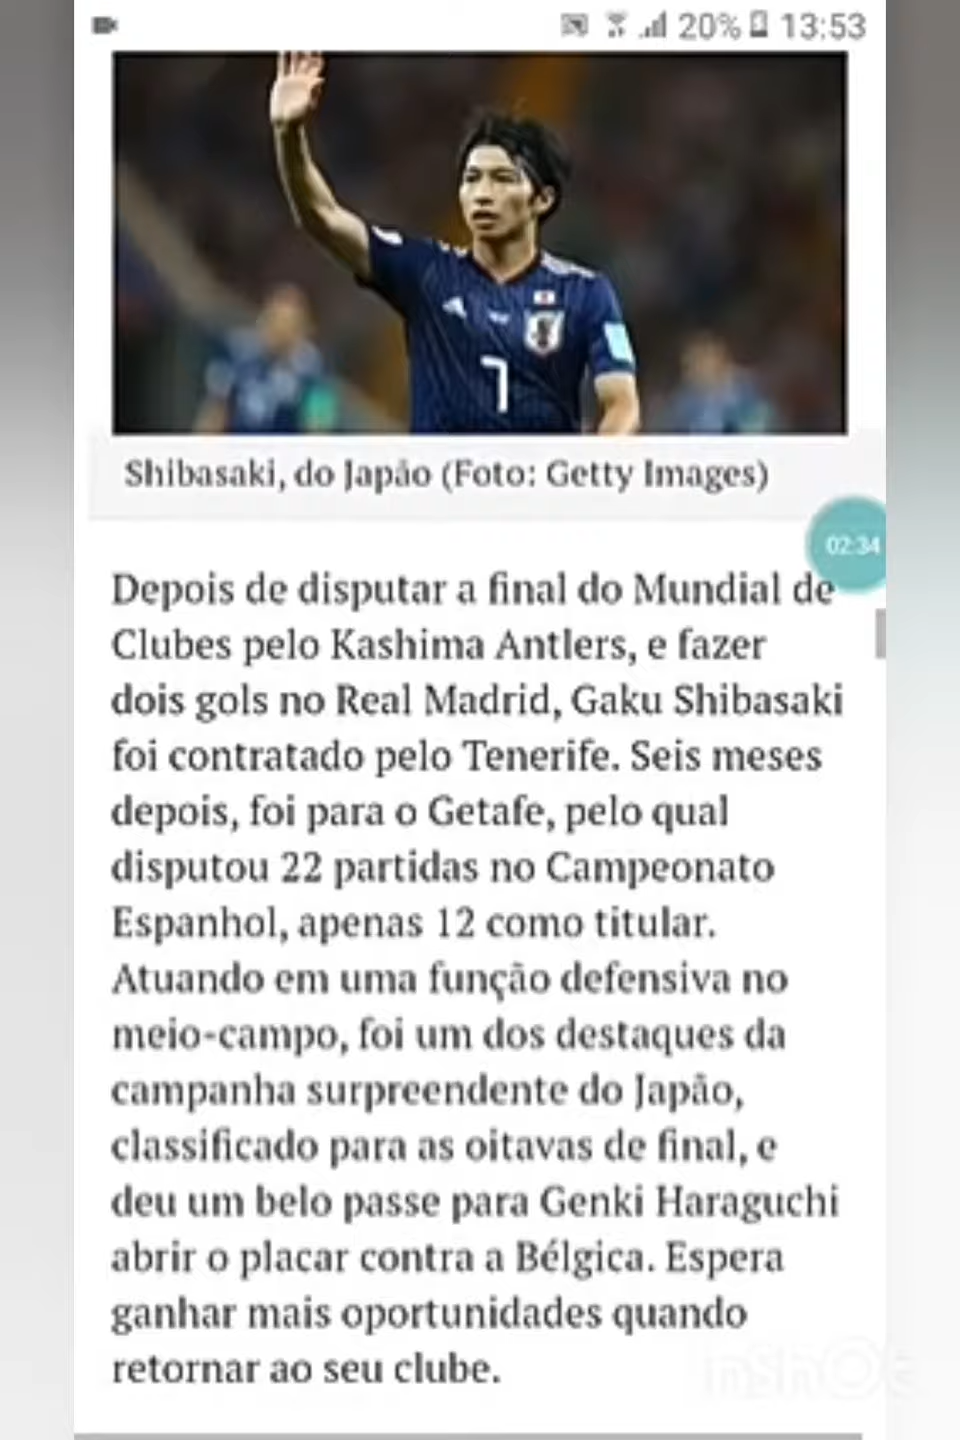 20% 13:53
7
Shibasaki, do Japão (Foto: Getty Images)
02:34
Depois de disputar a final do Mundial de
Clubes pelo Kashima Antlers, e fazer
dois gols no Real Madrid, Gaku Shibasaki
foi contratado pelo Tenerife. Seis meses
depois, foi para o Getafe, pelo qual
disputou 22 partidas no Campeonato
Espanhol, apenas 12 como titular.
Atuando em uma função defensiva no
meio-campo, foi um dos destaques da
campanha surpreendente do Japão,
classificado para as oitavas de final, e
deu um belo passe para Genki Haraguchi
abrir o placar contra a Bélgica. Espera
ganhar mais oportunidades quando
retornar ao seu clube.